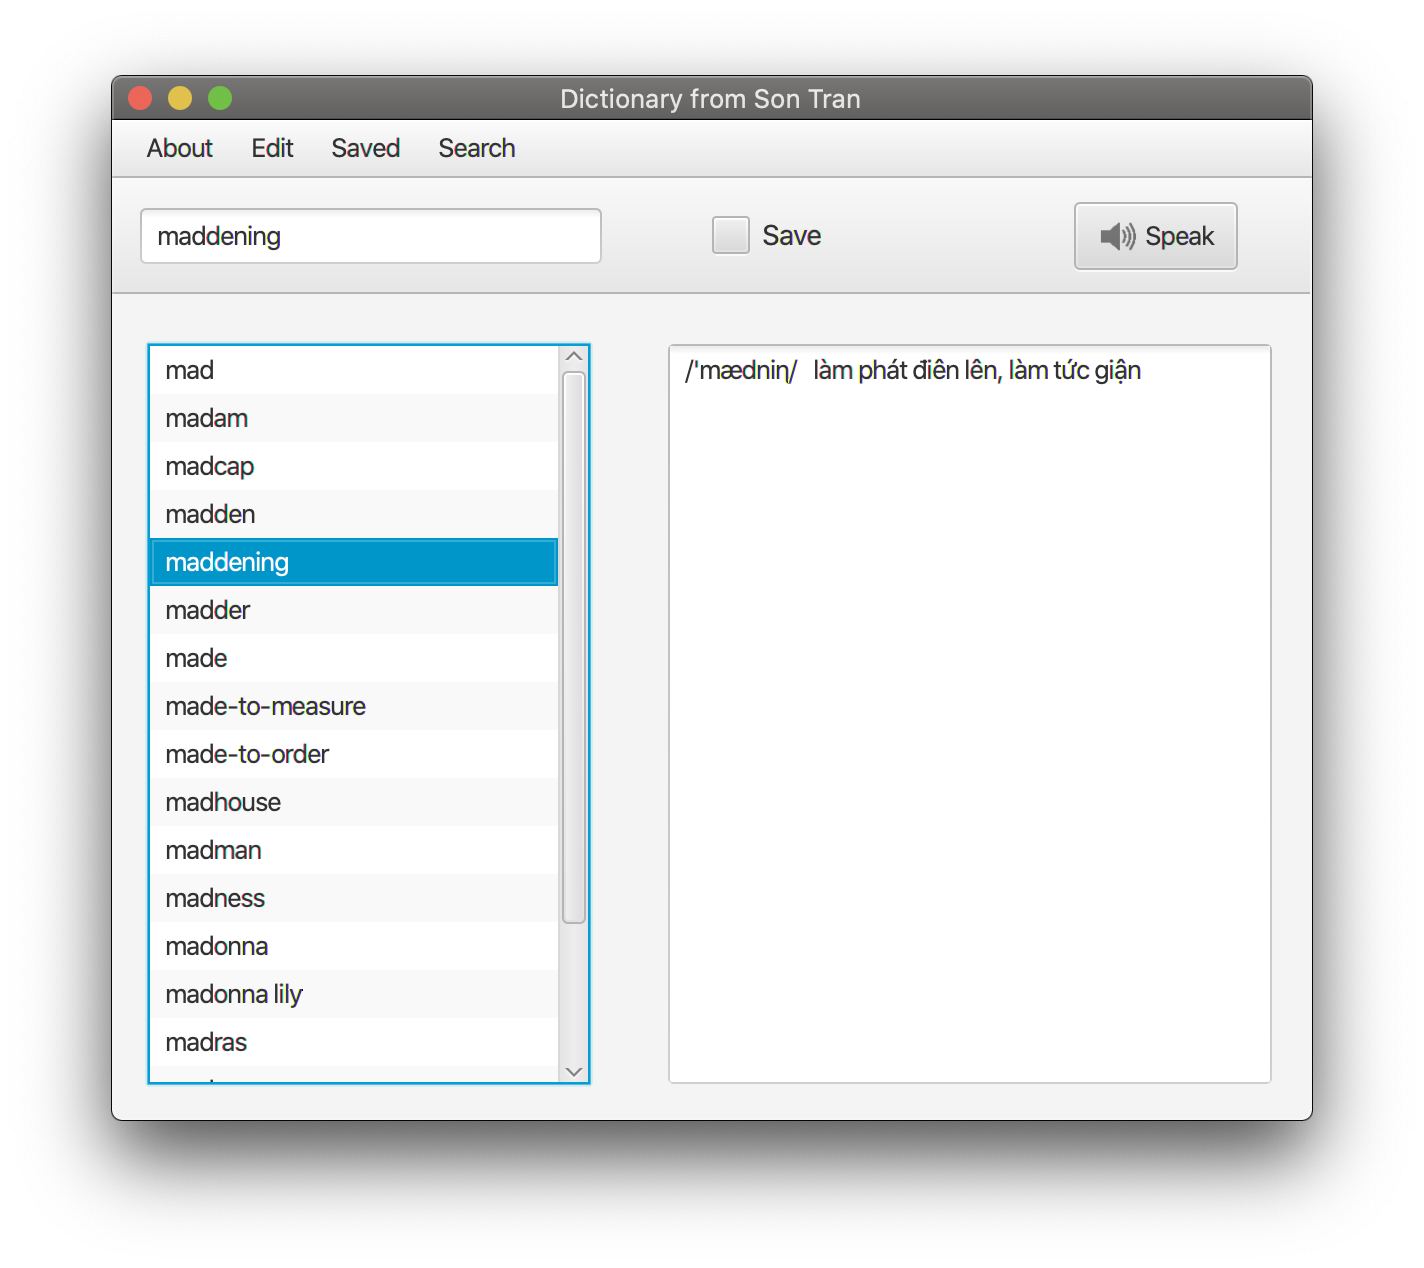 Dictionary from Son Tran
About Edit Saved Search
maddening Save Speak
mad
madam
madcap
madden
maddening
madder
made
made-to-measure
made-to-order
madhouse
madman
madness
madonna
madonna lily
madras
/'mædniɳ/ làm phát điên lên, làm tức giận